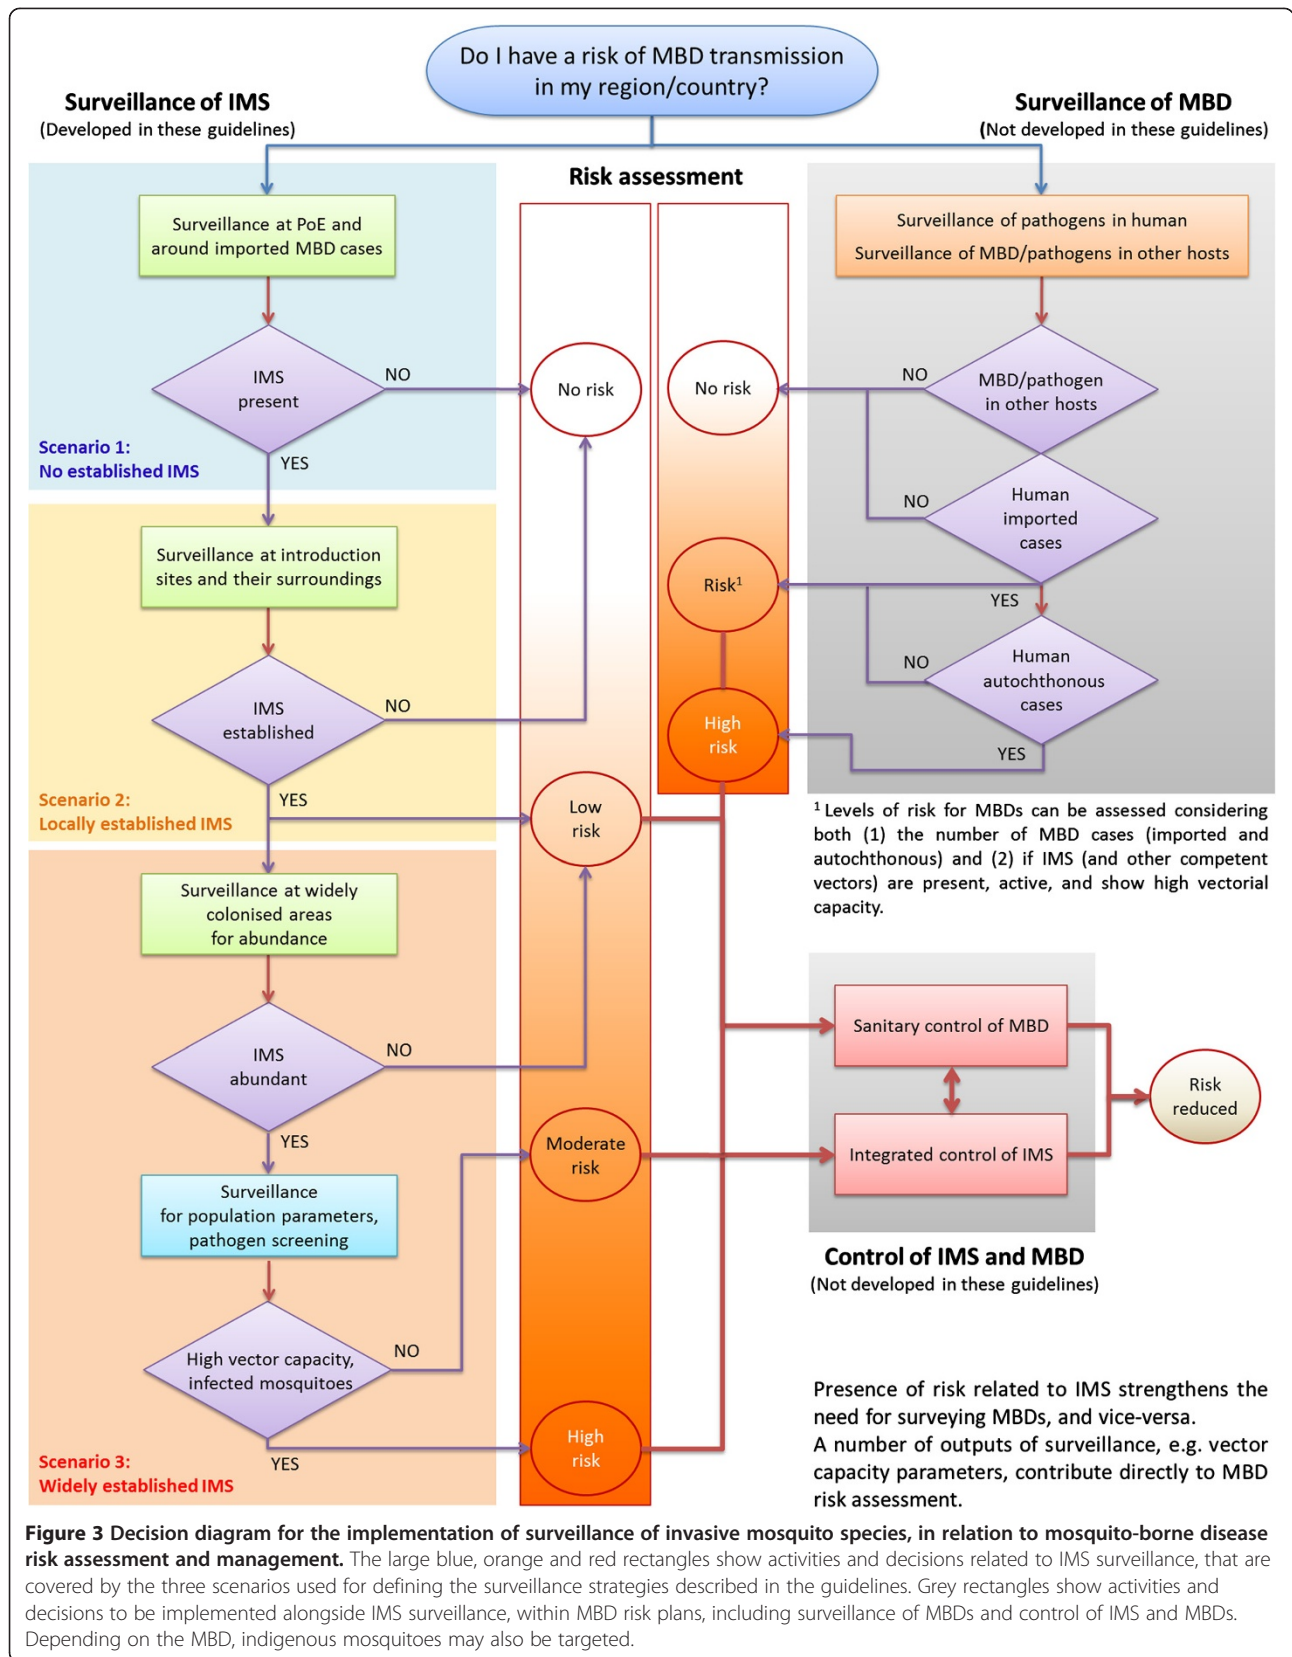 Do I have a risk of MBD transmission
in my region/country?
Surveillance of IMS
(Developed in these guidelines)
Surveillance of MBD
(Not developed in these guidelines)
Risk assessment
Surveillance at PoE and
around imported MBD cases
IMS
present
NO
YES
Scenario 1:
No established IMS
Surveillance at introduction
sites and their surroundings
IMS
established
NO
YES
Scenario 2:
Locally established IMS
Surveillance at widely
colonised areas
for abundance
IMS
abundant
NO
YES
Surveillance
for population parameters,
pathogen screening
High vector capacity,
infected mosquitoes
NO
YES
Scenario 3:
Widely established IMS
No risk
Low
risk
Moderate
risk
High
risk
No risk
Risk¹
High
risk
Surveillance of pathogens in human
Surveillance of MBD/pathogens in other hosts
MBD/pathogen
in other hosts
NO
Human
imported
cases
NO
YES
Human
autochthonous
cases
NO
YES
¹ Levels of risk for MBDs can be assessed considering
both (1) the number of MBD cases (imported and
autochthonous) and (2) if IMS (and other competent
vectors) are present, active, and show high vectorial
capacity.
Sanitary control of MBD
Integrated control of IMS
Risk
reduced
Control of IMS and MBD
(Not developed in these guidelines)
Presence of risk related to IMS strengthens the
need for surveying MBDs, and vice-versa.
A number of outputs of surveillance, e.g. vector
capacity parameters, contribute directly to MBD
risk assessment.
Figure 3 Decision diagram for the implementation of surveillance of invasive mosquito species, in relation to mosquito-borne disease
risk assessment and management. The large blue, orange and red rectangles show activities and decisions related to IMS surveillance, that are
covered by the three scenarios used for defining the surveillance strategies described in the guidelines. Grey rectangles show activities and
decisions to be implemented alongside IMS surveillance, within MBD risk plans, including surveillance of MBDs and control of IMS and MBDs.
Depending on the MBD, indigenous mosquitoes may also be targeted.